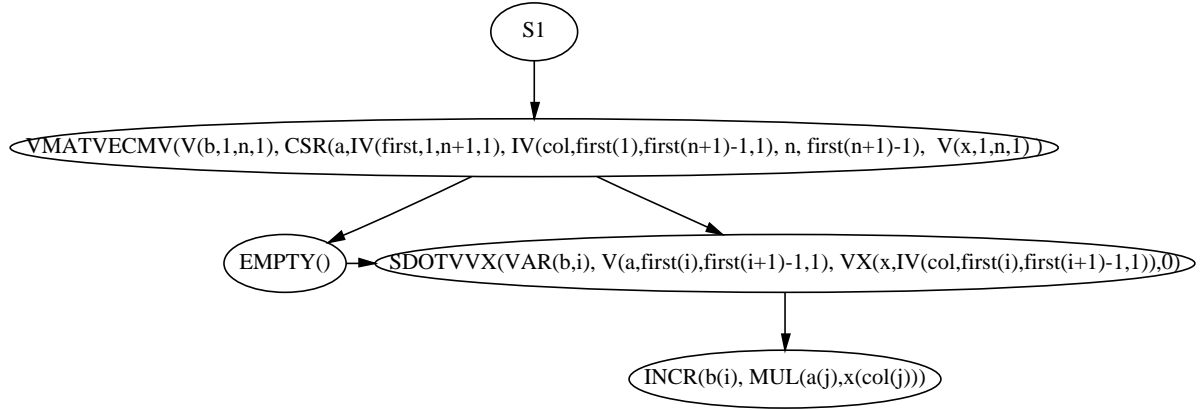 S1
VMATVECMV(V(b,1,n,1), CSR(a,IV(first,1,n+1,1), IV(col,first(1),first(n+1)-1,1), n, first(n+1)-1),  V(x,1,n,1) )
EMPTY()
SDOTVVX(VAR(b,i), V(a,first(i),first(i+1)-1,1), VX(x,IV(col,first(i),first(i+1)-1,1)),0)
INCR(b(i), MUL(a(j),x(col(j)))